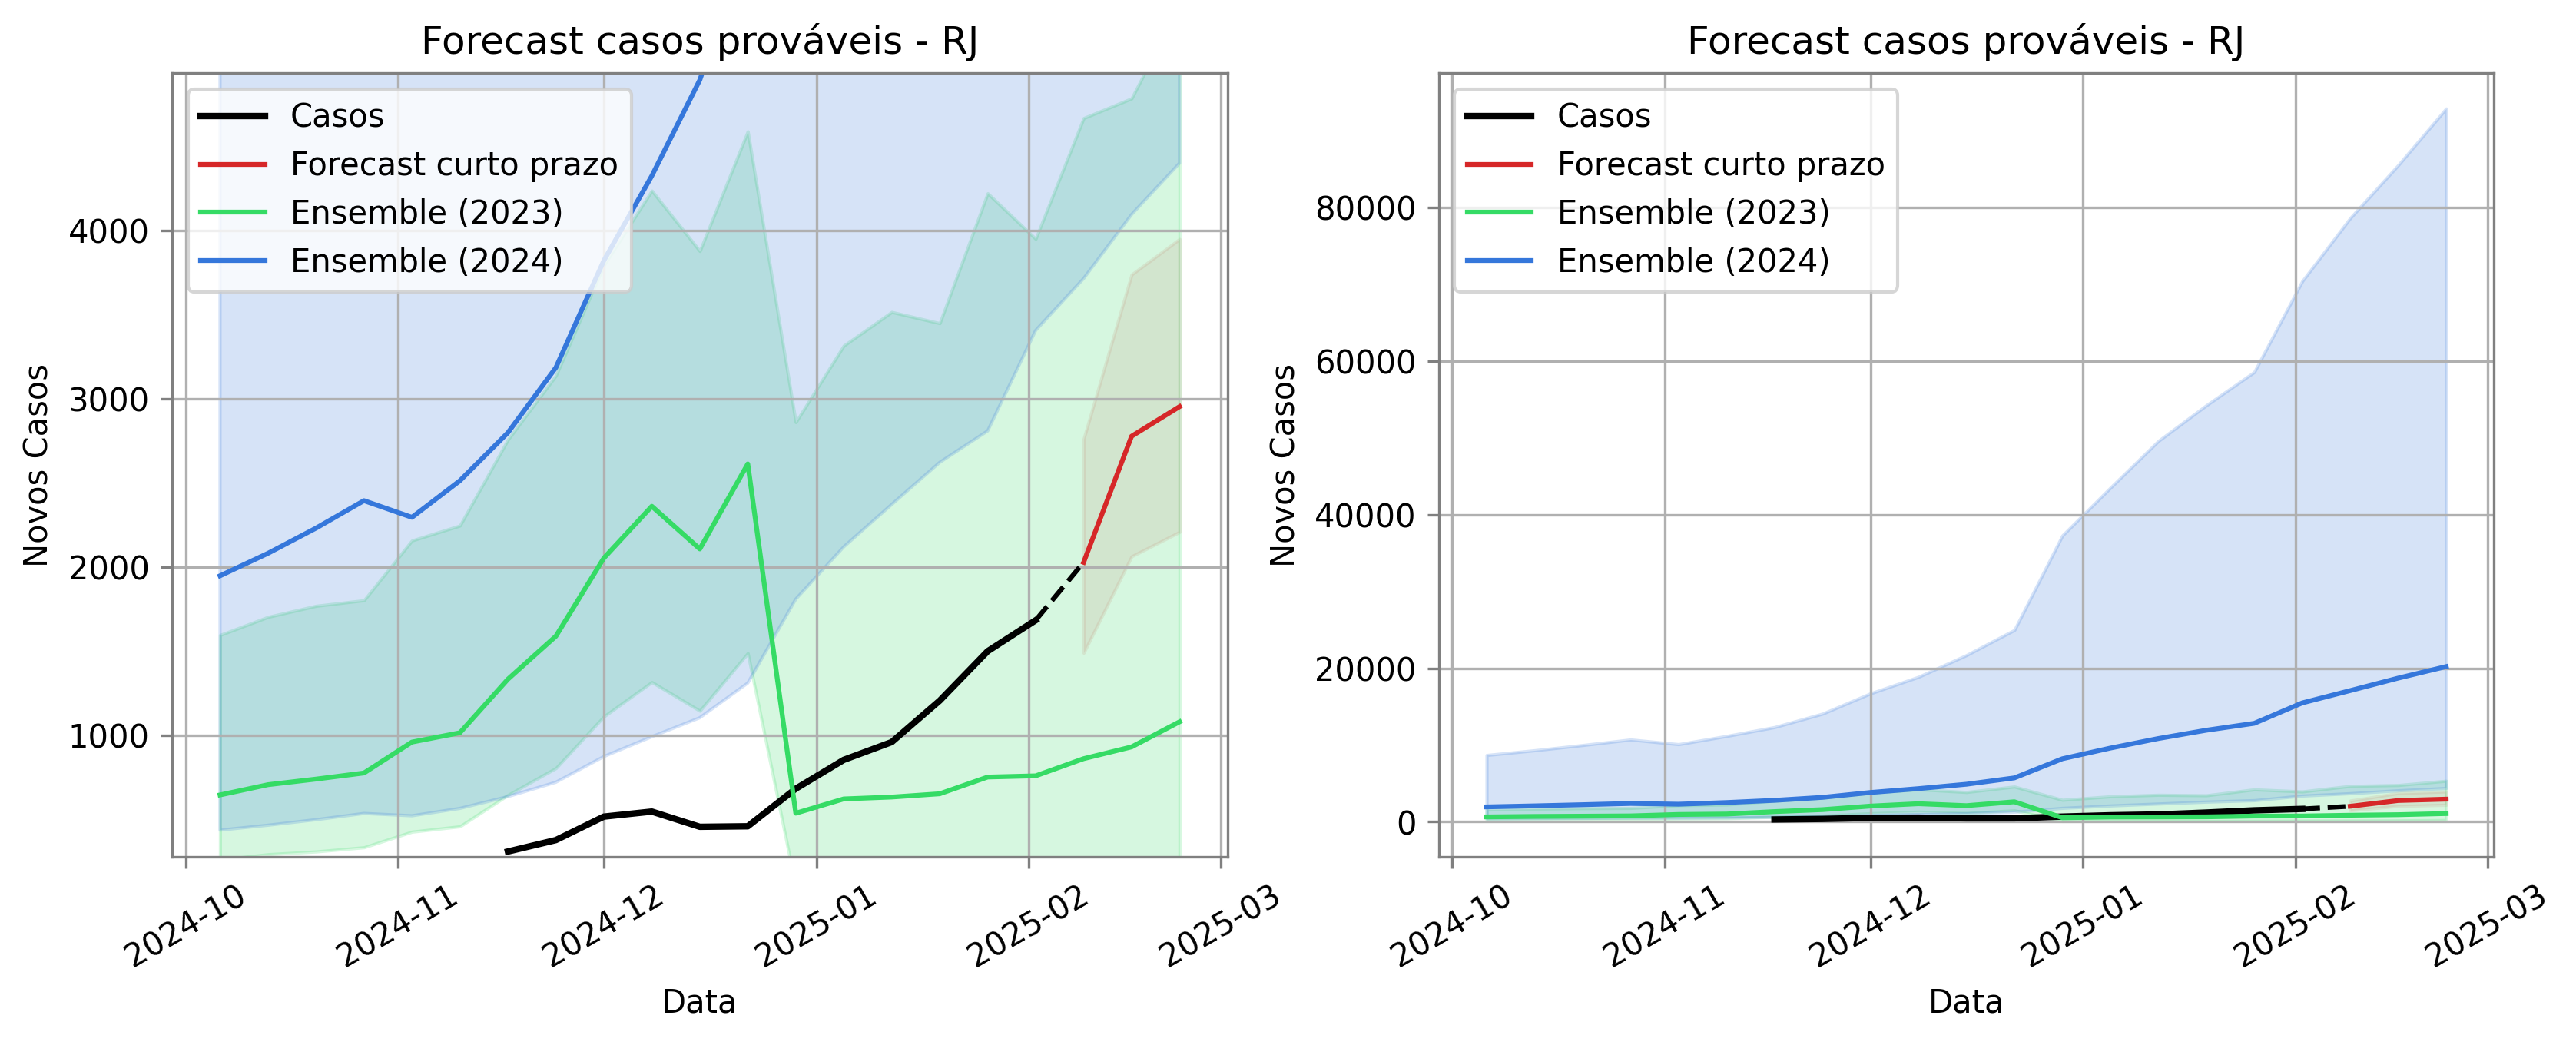 Forecast casos prováveis - RJ
Casos
Forecast curto prazo
Ensemble (2023)
Ensemble (2024)
4000
3000
2000
1000
Novos Casos
2024-10
2024-11
2024-12
2025-01
2025-02
2025-03
Data
Forecast casos prováveis - RJ
Casos
Forecast curto prazo
Ensemble (2023)
Ensemble (2024)
80000
60000
40000
20000
0
Novos Casos
2024-10
2024-11
2024-12
2025-01
2025-02
2025-03
Data